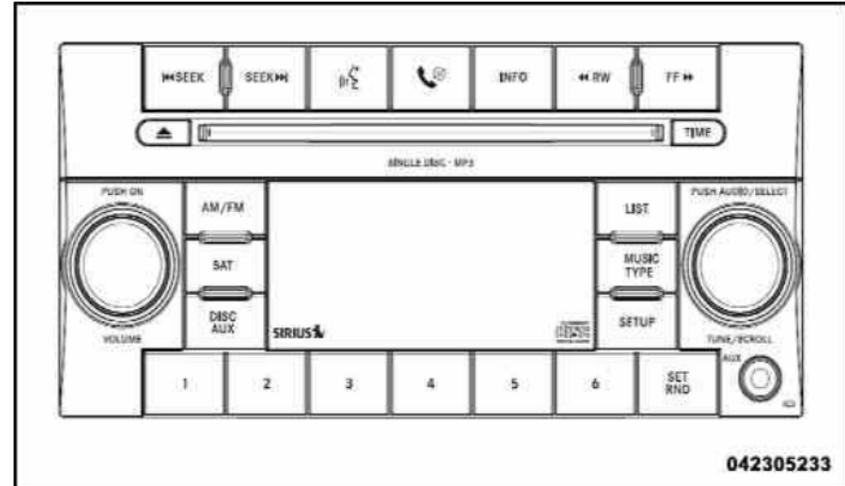 ⏮SEEK SEEK⏭ INFO ◀◀ RW FF ▶▶
TIME
SINGLE DISC - MP3
PUSH ON
PUSH AUDIO/SELECT
AM/FM
LIST
SAT
MUSIC
TYPE
DISC
AUX
SETUP
SIRIUS
VOLUME
TUNE/SCROLL
AUX
1 2 3 4 5 6 SET
RND
042305233